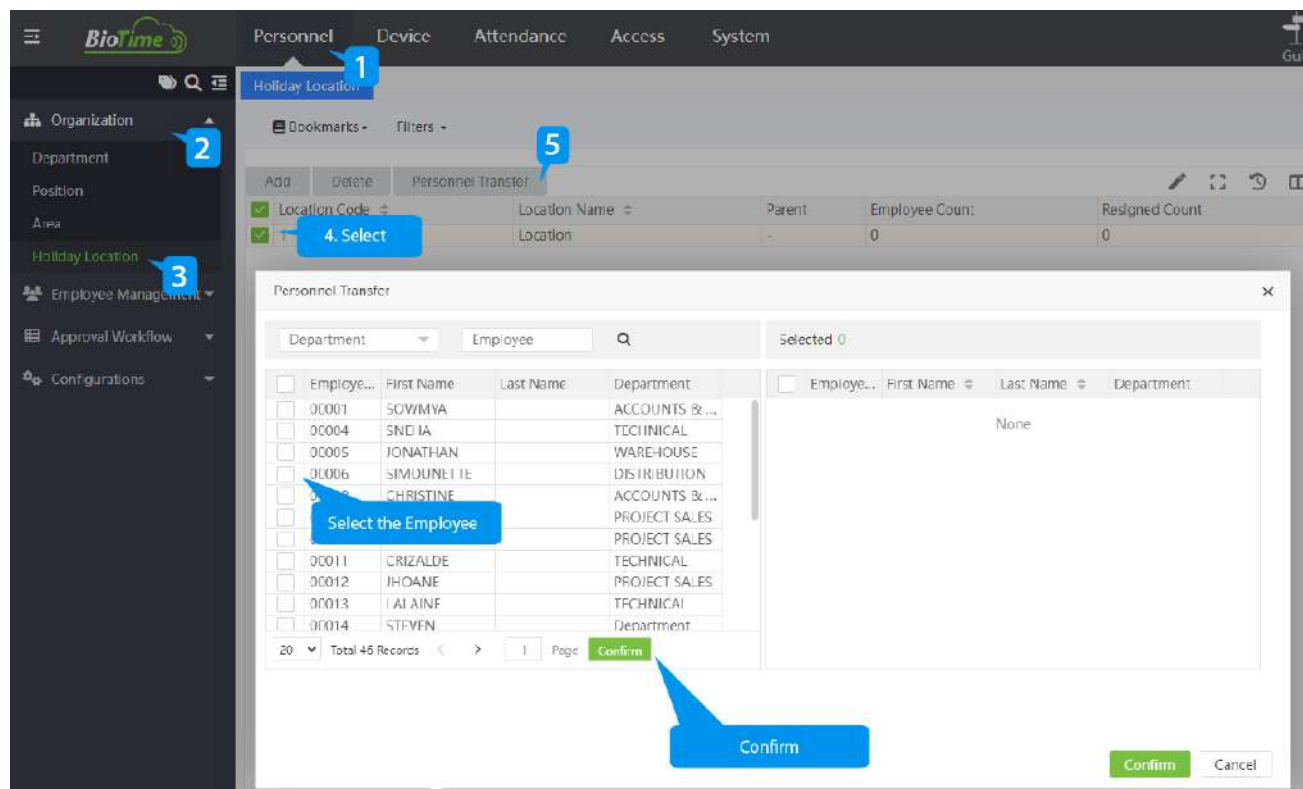 BioTime
Personnel Device Attendance Access System
Gui
1
Holiday Location
Organization
2
Department
Position
Area
Holiday Location
3
Employee Management
Approval Workflow
Configurations
Bookmarks Filters
5
Add Delete Personnel Transfer
Location Code Location Name Parent Employee Count Resigned Count
1 4. Select Location - 0 0
Personnel Transfer
Department Employee Selected 0
Employe... First Name Last Name Department Employe... First Name Last Name Department
00001 SOWMYA ACCOUNTS & ... None
00004 SNEHA TECHNICAL
00005 JONATHAN WAREHOUSE
00006 SIMOUNETTE DISTRIBUTION
CHRISTINE ACCOUNTS & ...
Select the Employee PROJECT SALES
PROJECT SALES
00011 CRIZALDE TECHNICAL
00012 JHOANE PROJECT SALES
00013 LALAINE TECHNICAL
00014 STEVEN Department
20 Total 46 Records < > 1 Page Confirm
Confirm
Confirm Cancel